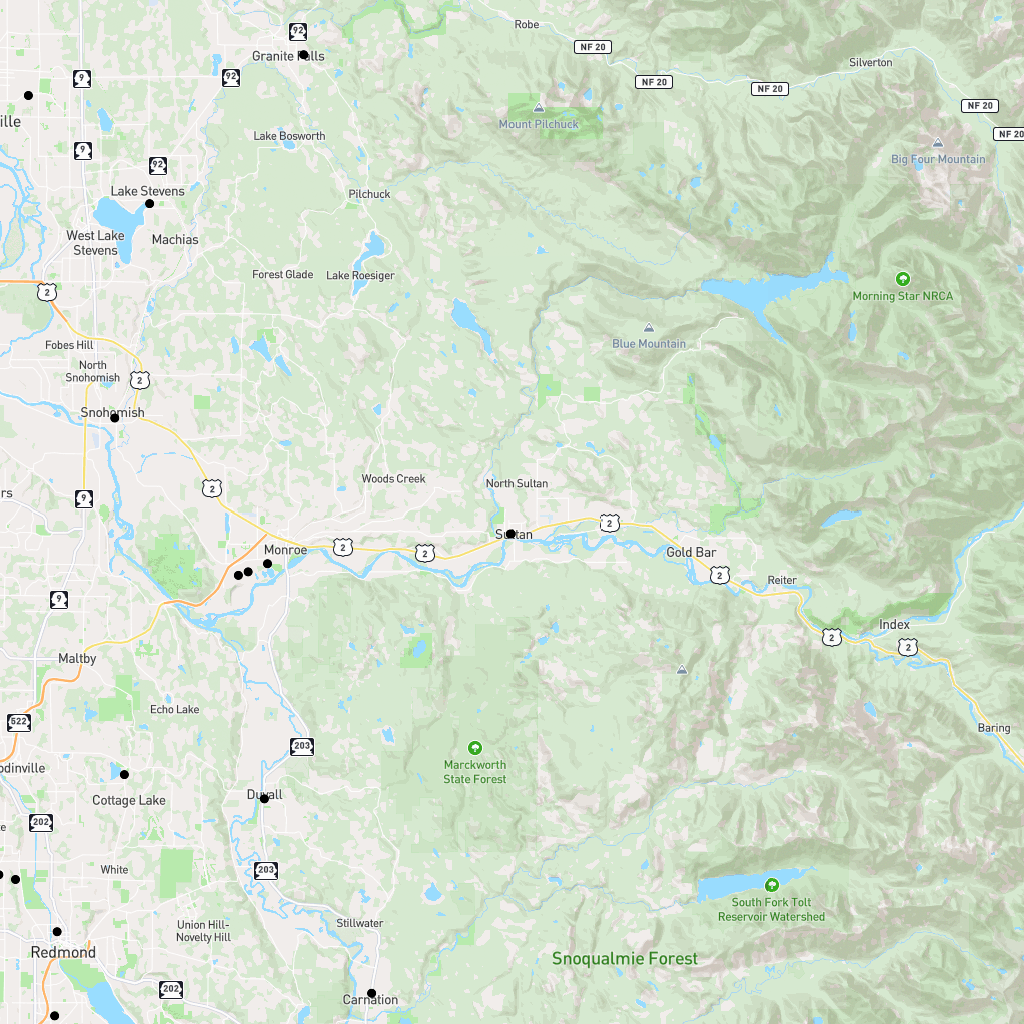 Robe
92
Granite Falls
NF 20
Silverton
9
92
NF 20
NF 20
NF 20
ille
Mount Pilchuck
Lake Bosworth
NF 20
9
92
Big Four Mountain
Lake Stevens
Pilchuck
West Lake
Stevens
Machias
Forest Glade
Lake Roesiger
2
Morning Star NRCA
Blue Mountain
Fobes Hill
North
Snohomish
2
Snohomish
Woods Creek
North Sultan
2
rs
9
2
Sultan
Monroe
2
2
Gold Bar
2
Reiter
9
Index
2
2
Maltby
Echo Lake
522
203
Baring
Marckworth
State Forest
odinville
Cottage Lake
Duvall
202
e
White
203
South Fork Tolt
Reservoir Watershed
Union Hill-
Novelty Hill
Stillwater
Redmond
Snoqualmie Forest
202
Carnation